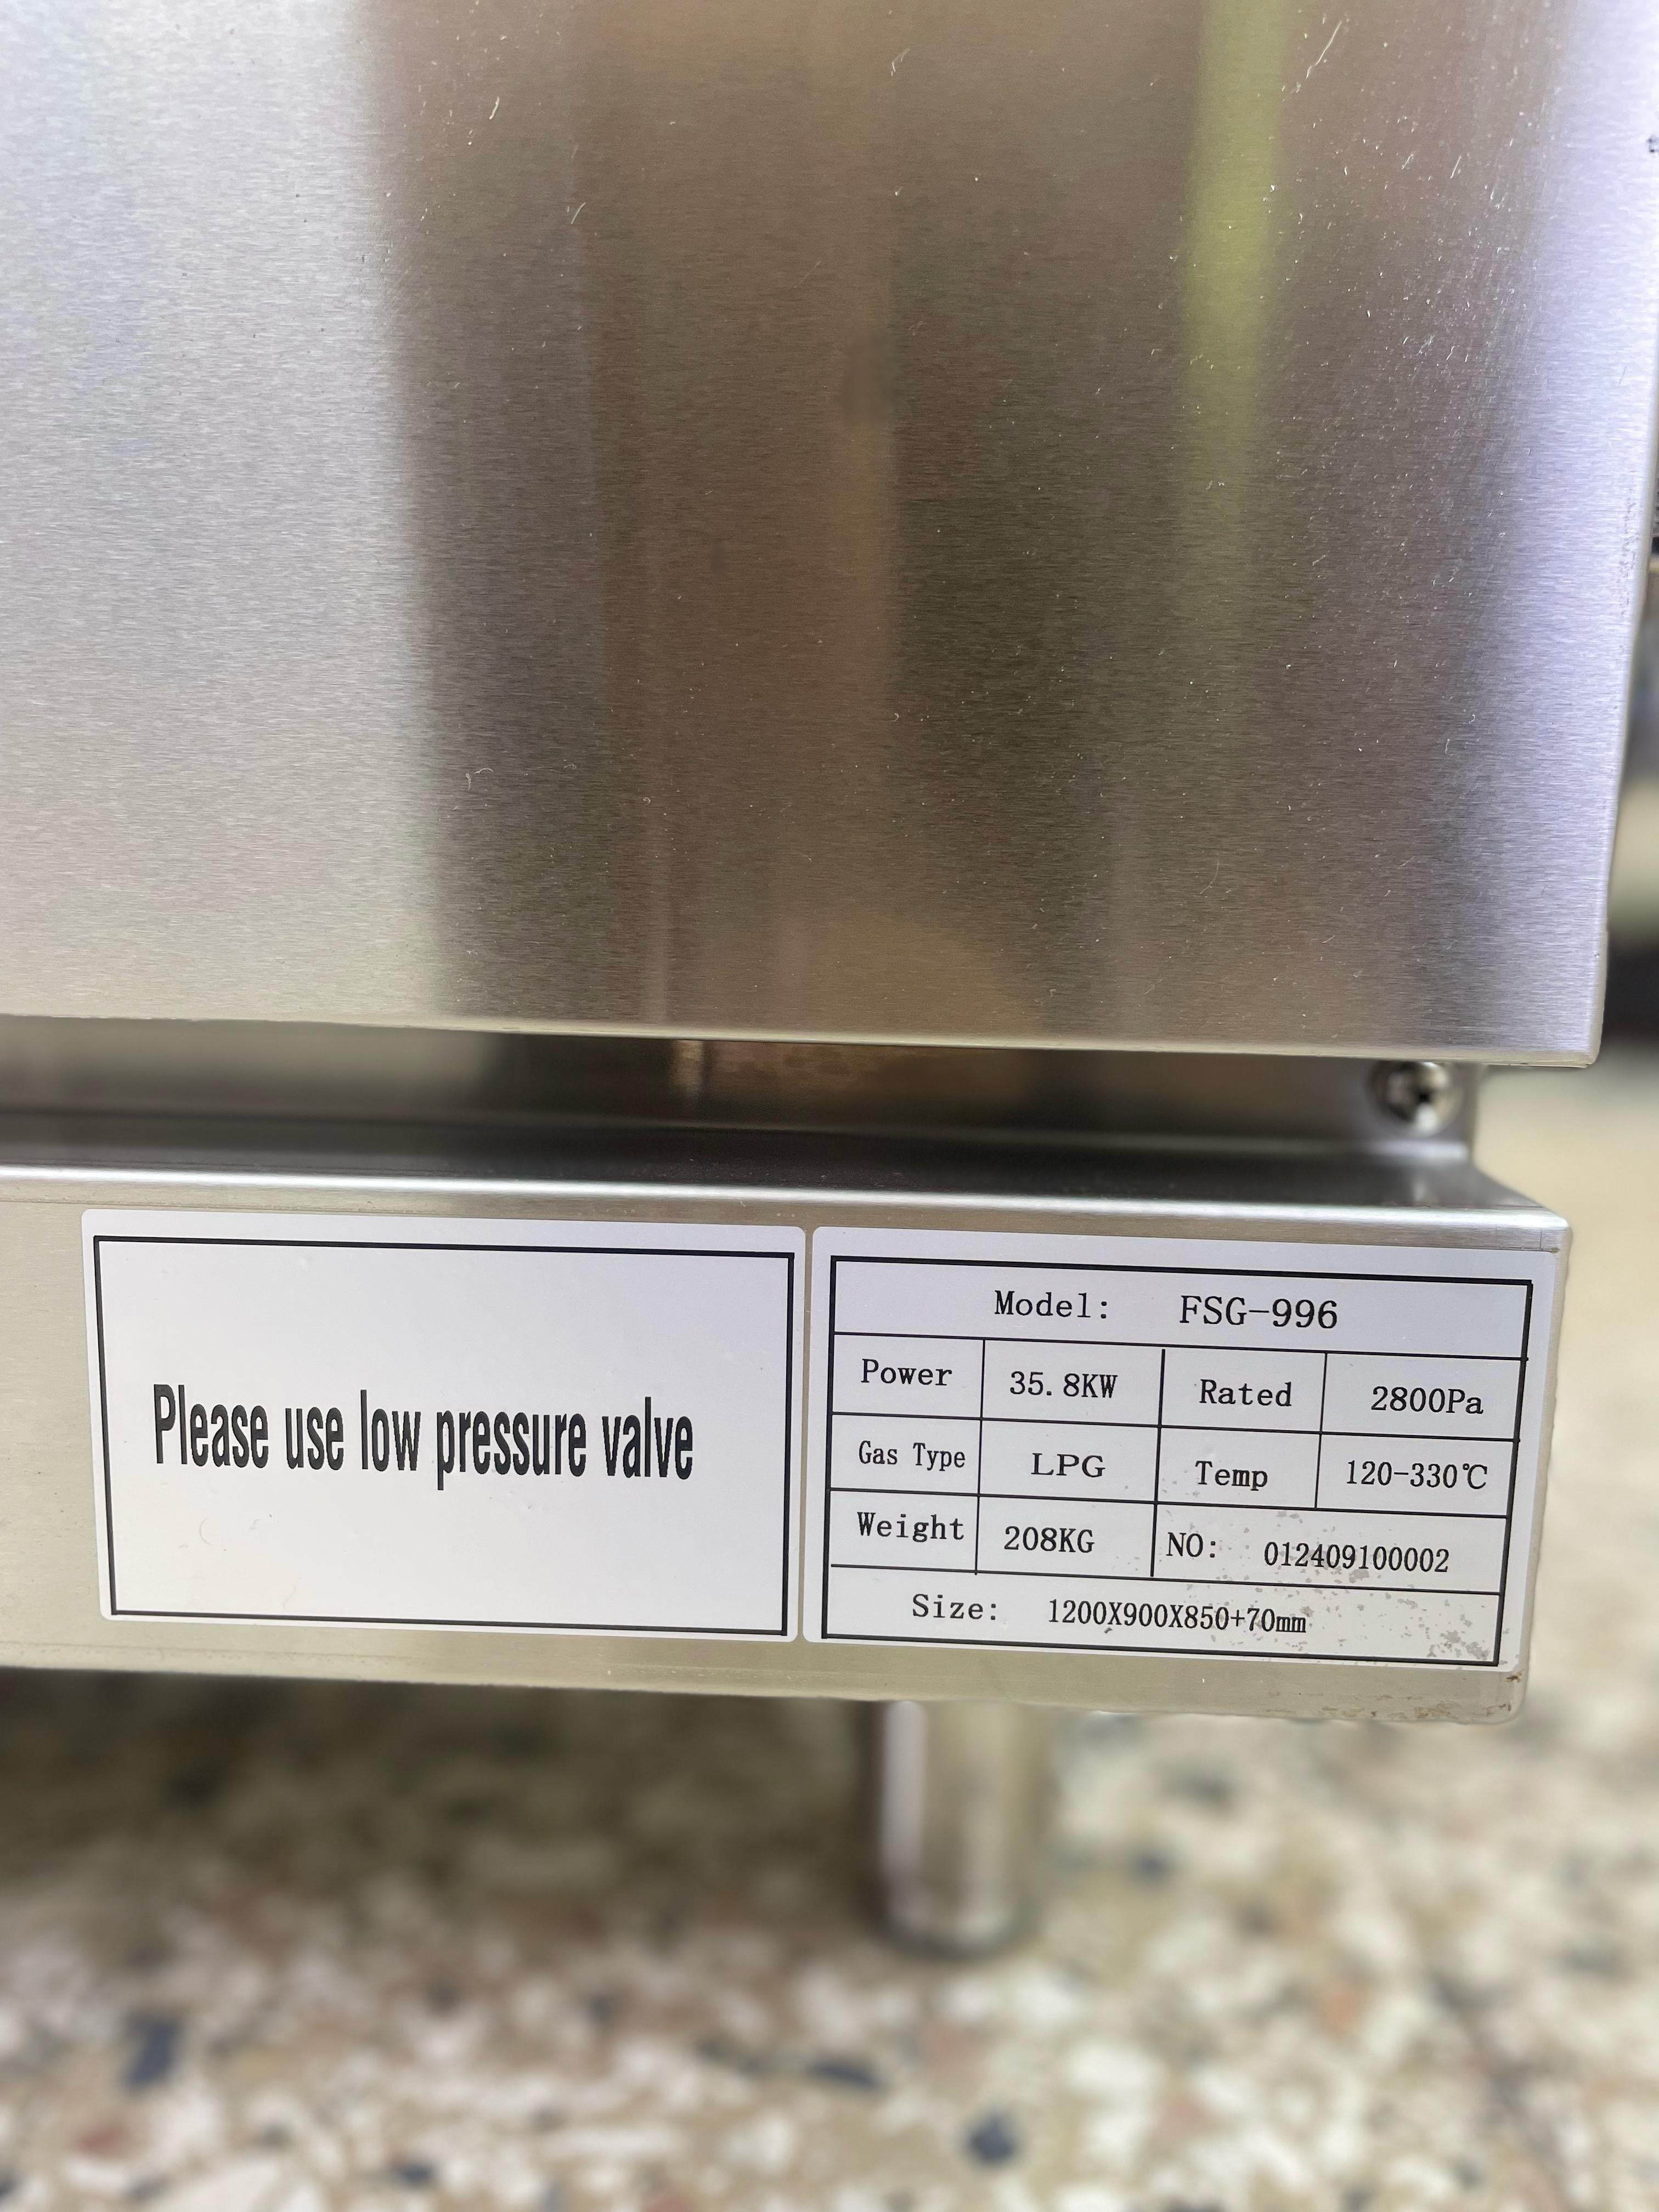 Please use low pressure valve
Model: FSG-996
Power 35.8KW Rated 2800Pa
Gas Type LPG Temp 120-330℃
Weight 208KG NO: 012409100002
Size: 1200X900X850+70mm